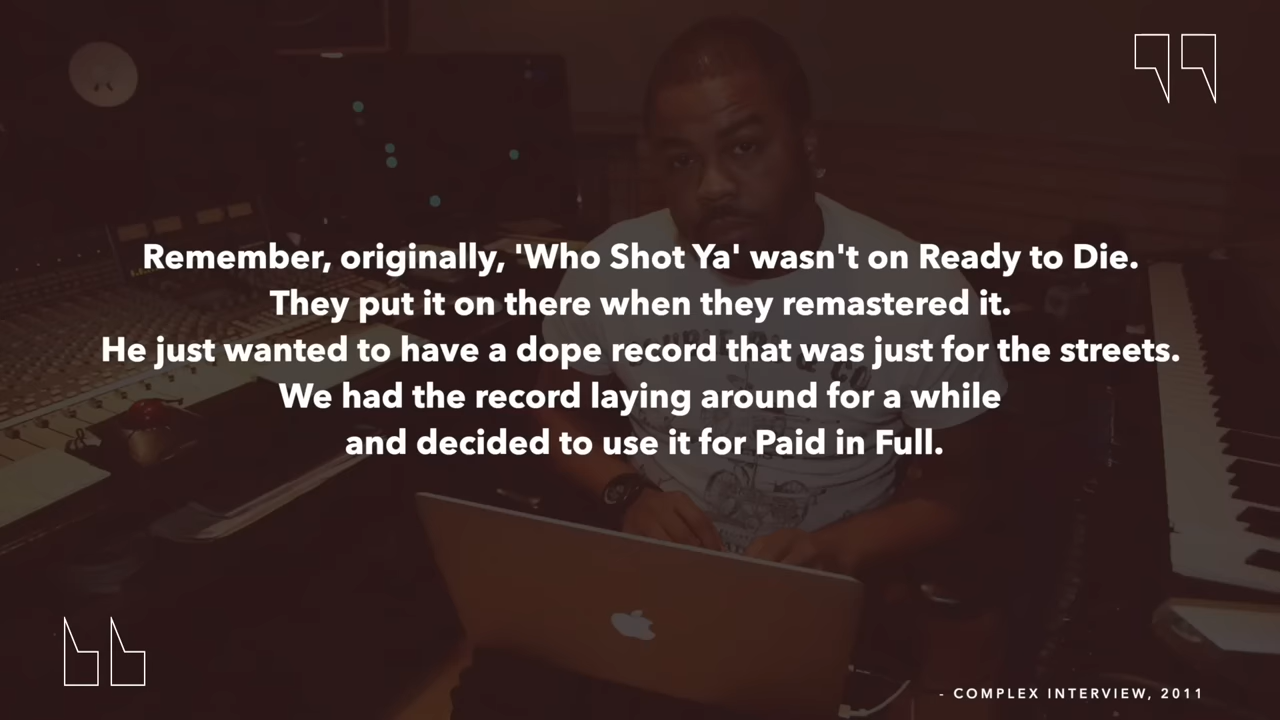 Remember, originally, 'Who Shot Ya' wasn't on Ready to Die.
They put it on there when they remastered it.
He just wanted to have a dope record that was just for the streets.
We had the record laying around for a while
and decided to use it for Paid in Full.
- COMPLEX INTERVIEW, 2011